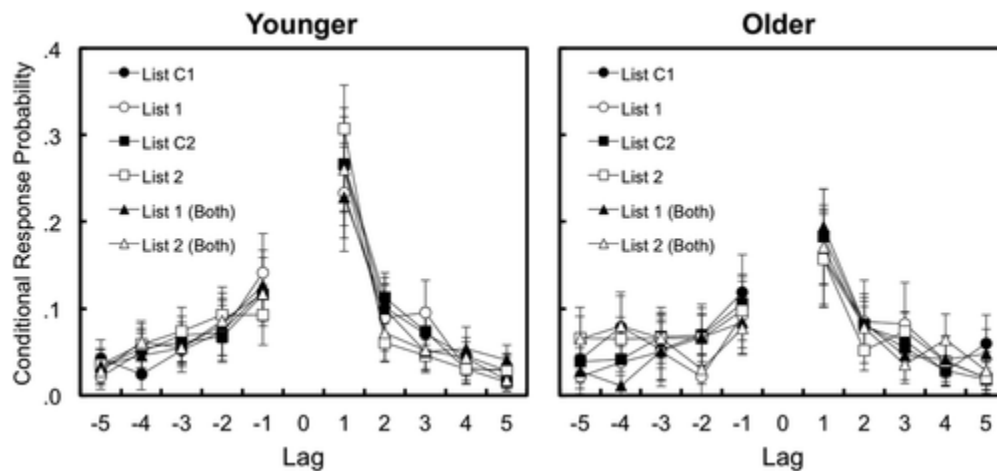 Younger
Older
Conditional Response Probability
.4
.3
.2
.1
.0
List C1
List 1
List C2
List 2
List 1 (Both)
List 2 (Both)
List C1
List 1
List C2
List 2
List 1 (Both)
List 2 (Both)
-5 -4 -3 -2 -1 0 1 2 3 4 5
-5 -4 -3 -2 -1 0 1 2 3 4 5
Lag
Lag